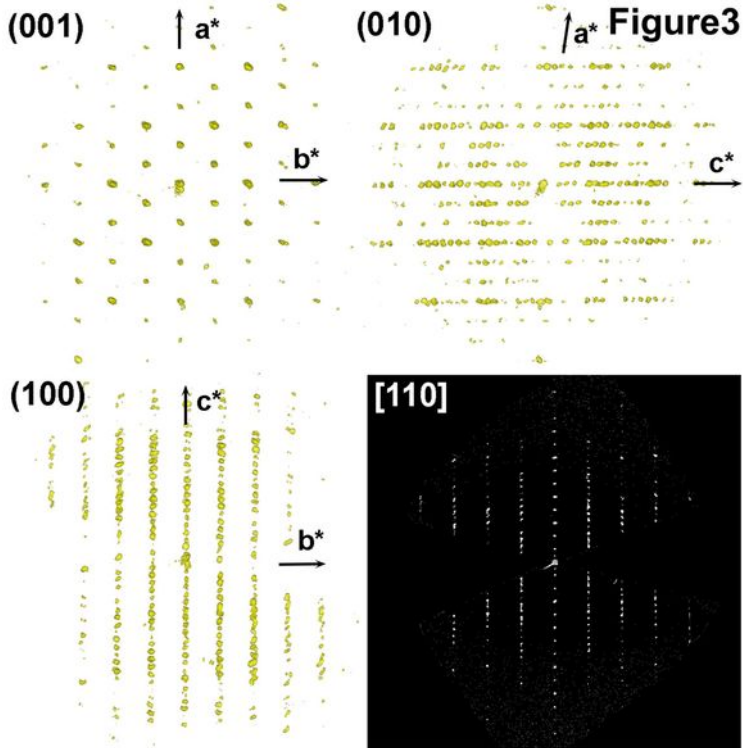 (001)
a*
b*
(010)
a*
Figure3
c*
(100)
c*
b*
[110]